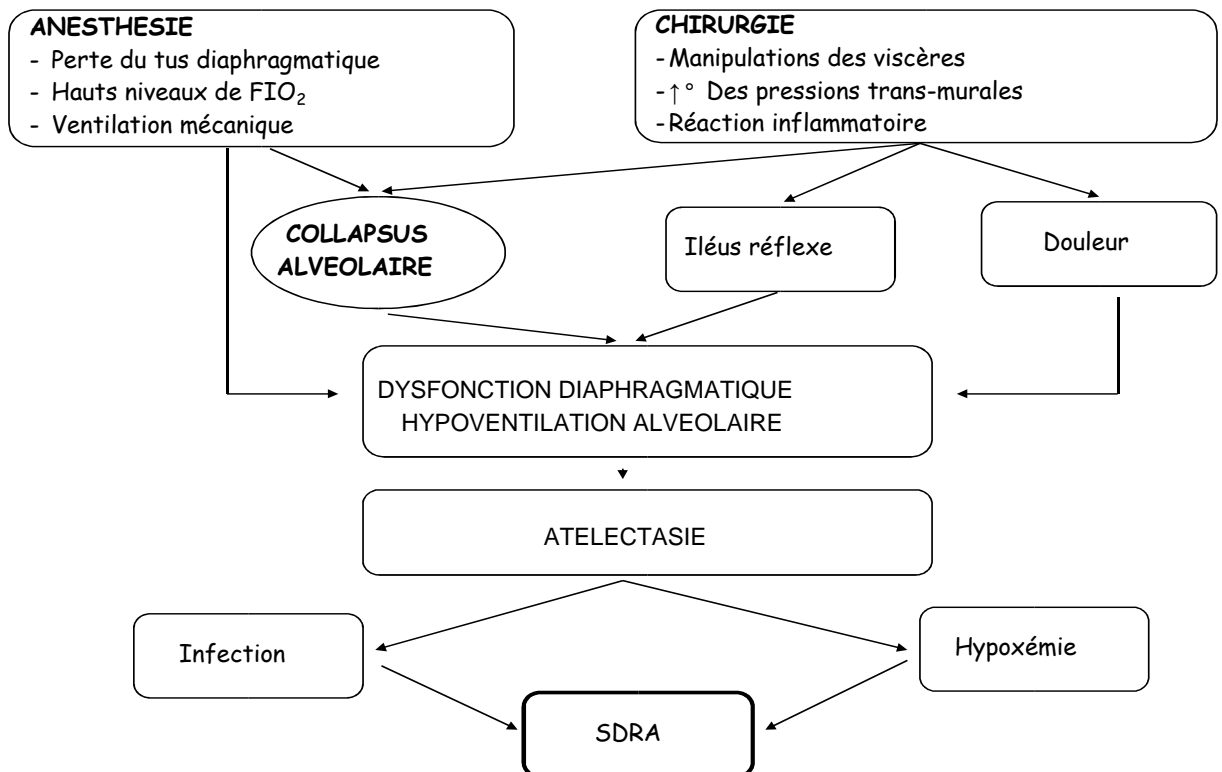 ANESTHESIE
- Perte du tus diaphragmatique
- Hauts niveaux de FIO₂
- Ventilation mécanique
CHIRURGIE
- Manipulations des viscères
- ↑° Des pressions trans-murales
- Réaction inflammatoire
COLLAPSUS
ALVEOLAIRE
Iléus réflexe
Douleur
DYSFONCTION DIAPHRAGMATIQUE
HYPOVENTILATION ALVEOLAIRE
ATELECTASIE
Infection
Hypoxémie
SDRA